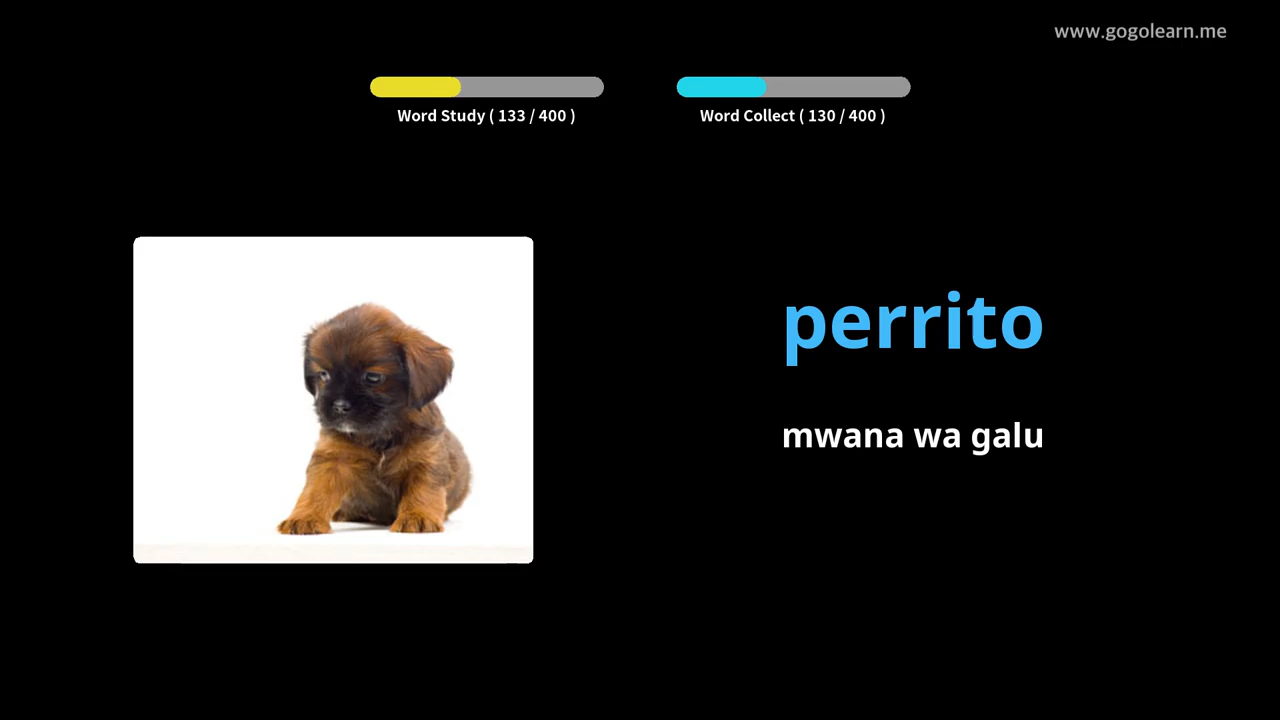 www.gogolearn.me
Word Study ( 133 / 400 )
Word Collect ( 130 / 400 )
perrito
mwana wa galu